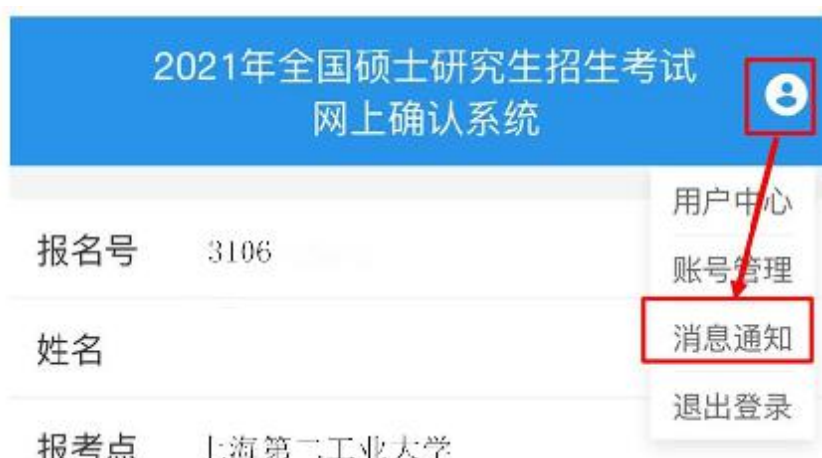 2021年全国硕士研究生招生考试
网上确认系统
用户中心
报名号 3106
账号管理
姓名
消息通知
退出登录
报考点 上海第二工业大学